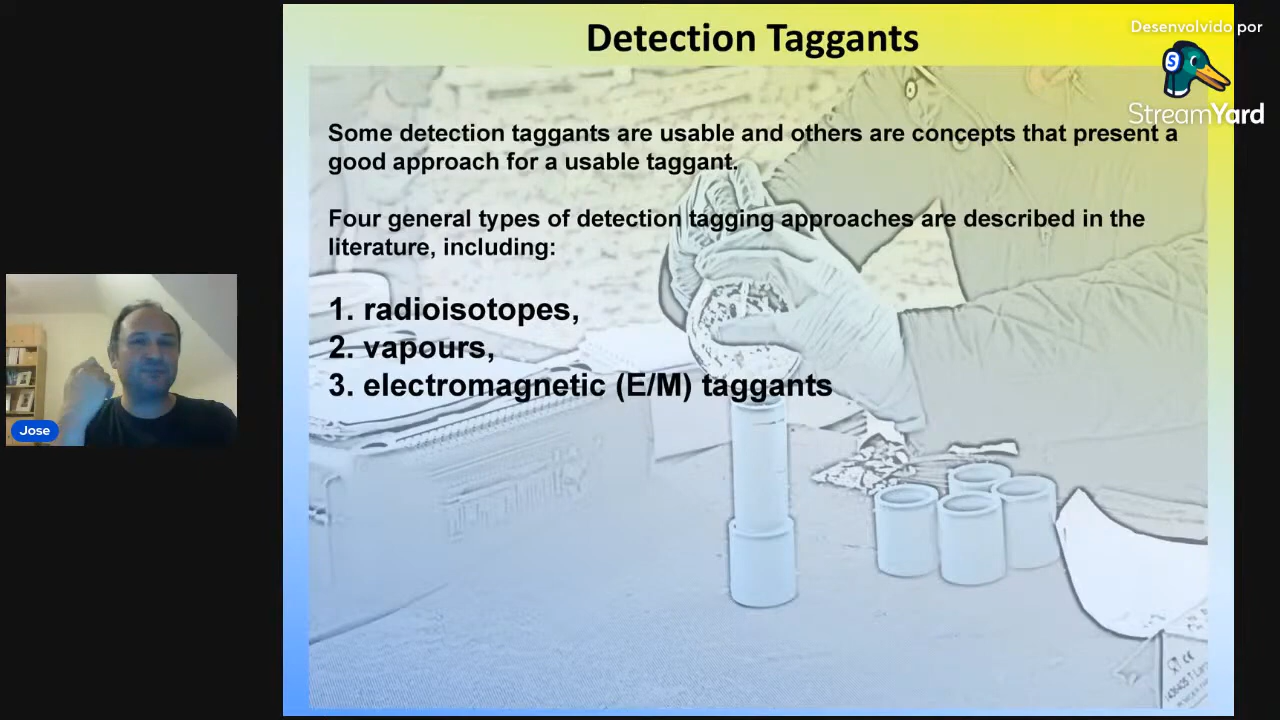 Detection Taggants
Desenvolvido por
StreamYard
Some detection taggants are usable and others are concepts that present a
good approach for a usable taggant.
Four general types of detection tagging approaches are described in the
literature, including:
1. radioisotopes,
2. vapours,
3. electromagnetic (E/M) taggants
Jose